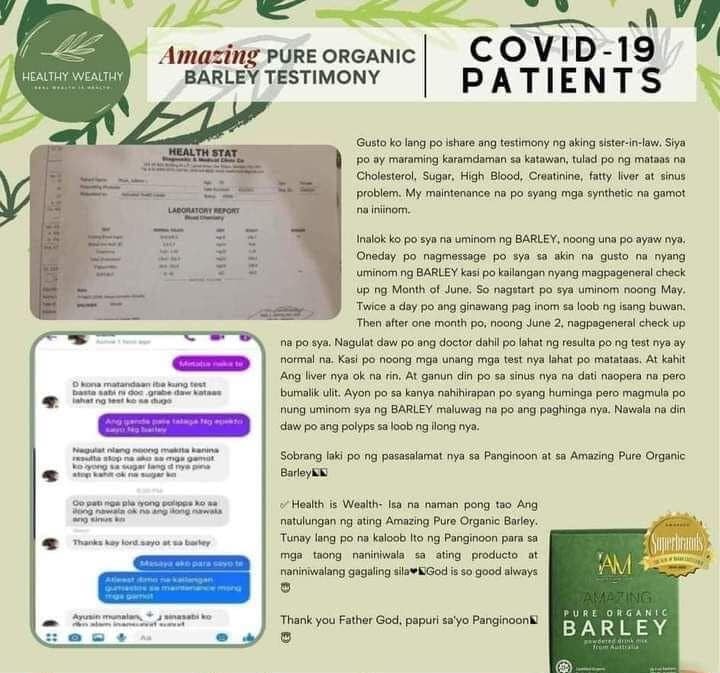 HEALTHY WEALTHY
REAL WEALTH IS HEALTH
Amazing PURE ORGANIC
BARLEY TESTIMONY
COVID-19
PATIENTS
HEALTH STAT
LABORATORY REPORT
Blood Chemistry
Gusto ko lang po ishare ang testimony ng aking sister-in-law. Siya
po ay maraming karamdaman sa katawan, tulad po ng mataas na
Cholesterol, Sugar, High Blood, Creatinine, fatty liver at sinus
problem. My maintenance na po syang mga synthetic na gamot
na iniinom.
Inalok ko po sya na uminom ng BARLEY, noong una po ayaw nya.
Oneday po nagmessage po sya sa akin na gusto na nyang
uminom ng BARLEY kasi po kailangan nyang magpageneral check
up ng Month of June. So nagstart po sya uminom noong May.
Twice a day po ang ginawang pag inom sa loob ng isang buwan.
Then after one month po, noong June 2, nagpageneral check up
na po sya. Nagulat daw po ang doctor dahil po lahat ng resulta po ng test nya ay
normal na. Kasi po noong mga unang mga test nya lahat po matataas. At kahit
Ang liver nya ok na rin. At ganun din po sa sinus nya na dati naopera na pero
bumalik ulit. Ayon po sa kanya nahihirapan po syang huminga pero magmula po
nung uminom sya ng BARLEY maluwag na po ang paghinga nya. Nawala na din
daw po ang polyps sa loob ng ilong nya.
Sobrang laki po ng pasasalamat nya sa Panginoon at sa Amazing Pure Organic
Barley
✅ Health is Wealth- Isa na naman pong tao Ang
natulungan ng ating Amazing Pure Organic Barley.
Tunay lang po na kaloob Ito ng Panginoon para sa
mga taong naniniwala sa ating producto at
naniniwalang gagaling sila♥God is so good always
😇
Thank you Father God, papuri sa'yo Panginoon
😇
Active 1 hour ago
Metaba naka te
D kona matandaan iba kung test
basta sabi ni doc .grabe daw kataas
lahat ng test ko sa dugo
Ang ganda pala talaga Ng epekto
sayo Ng barley
Nagulat nlang noong makita kanina
resulta stop na ako sa mga gamot
ko iyong sa sugar lang d nya pina
stop kahit ok na sugar ko
Oo pati nga pla iyong polippa ko sa
ilong nawala ok na ang ilong nawala
ang sinus ko
Thanks kay lord.sayo at sa barley
Masaya ako para sayo te
Atleast dimo na kailangan
gumastos sa maintenance mong
mga gamot
Ayusin munalan, sinasabi ko
Aa
Superbrands
IAM
AMAZING
PURE ORGANIC
BARLEY
powdered drink mix
from Australia